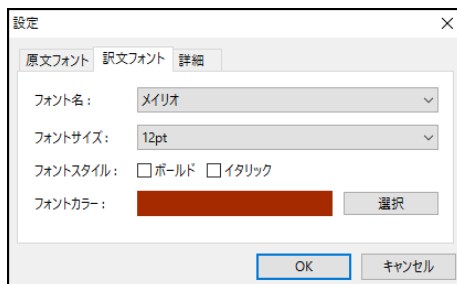 設定
原文フォント 訳文フォント 詳細
フォント名： メイリオ
フォントサイズ： 12pt
フォントスタイル： ボールド イタリック
フォントカラー： 選択
OK キャンセル